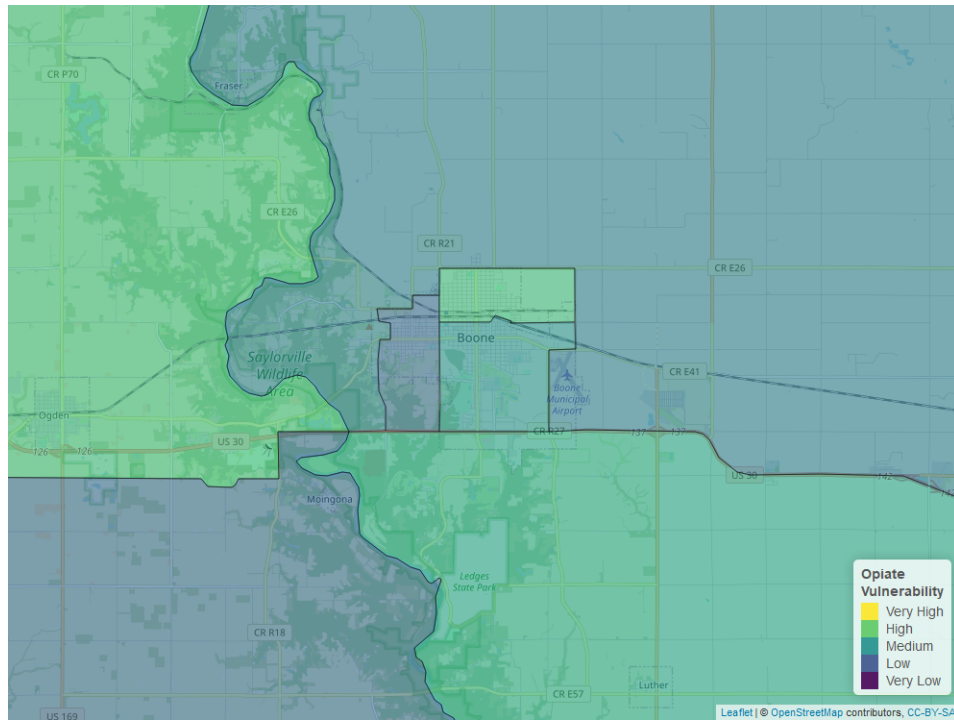 CR P70
Fraser
CR E26
CR R21
CR E26
Boone
Saylorville
Wildlife
Area
CR E41
Boone
Municipal
Airport
Ogden
US 30
CR R27
137
137
126
126
US 30
142
142
Moingona
Ledges
State Park
CR R18
Luther
CR E57
US 169
Opiate
Vulnerability
Very High
High
Medium
Low
Very Low
Leaflet | © OpenStreetMap contributors, CC-BY-SA